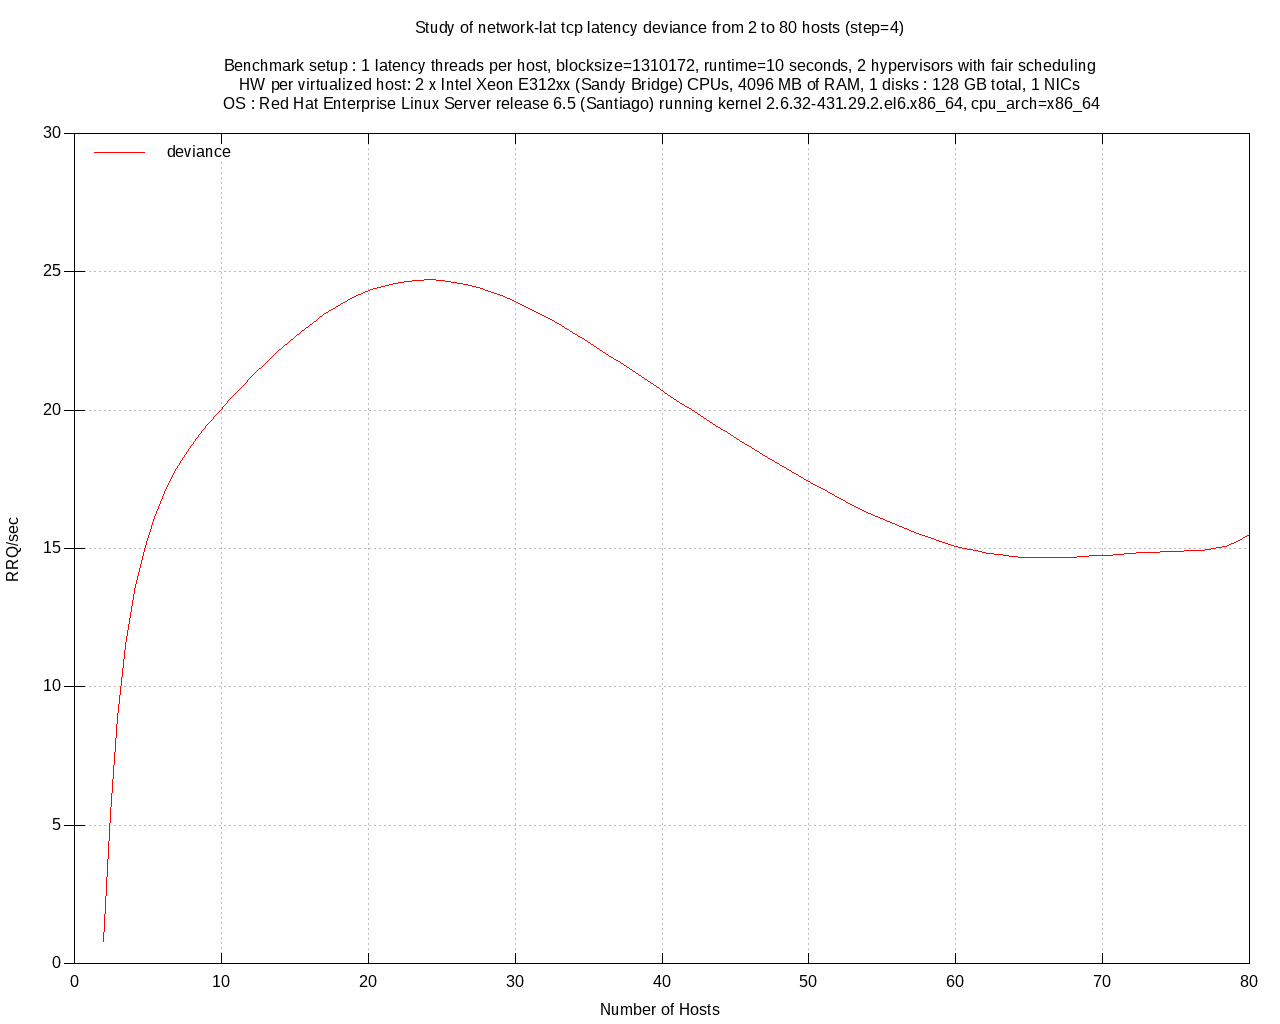 Study of network-lat tcp latency deviance from 2 to 80 hosts (step=4)
Benchmark setup : 1 latency threads per host, blocksize=1310172, runtime=10 seconds, 2 hypervisors with fair scheduling
HW per virtualized host: 2 x Intel Xeon E312xx (Sandy Bridge) CPUs, 4096 MB of RAM, 1 disks : 128 GB total, 1 NICs
OS : Red Hat Enterprise Linux Server release 6.5 (Santiago) running kernel 2.6.32-431.29.2.el6.x86_64, cpu_arch=x86_64
deviance
30
25
20
15
10
5
0
RRQ/sec
0 10 20 30 40 50 60 70 80
Number of Hosts